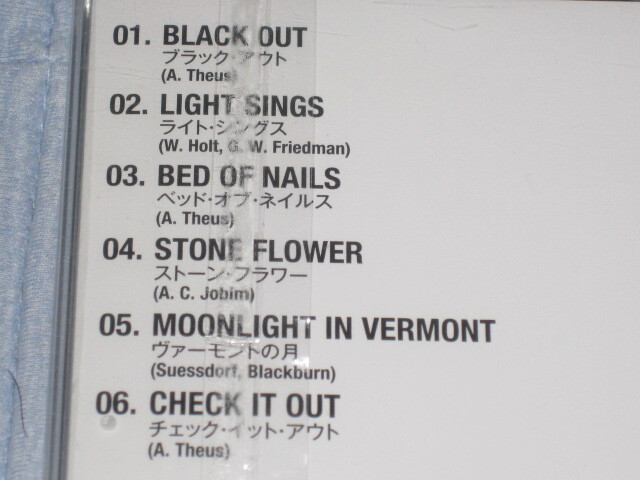 01. BLACK OUT
ブラック・アウト
(A. Theus)
02. LIGHT SINGS
ライト・シングス
(W. Holt, G. W. Friedman)
03. BED OF NAILS
ベッド・オブ・ネイルス
(A. Theus)
04. STONE FLOWER
ストーン・フラワー
(A. C. Jobim)
05. MOONLIGHT IN VERMONT
ヴァーモントの月
(Suessdorf, Blackburn)
06. CHECK IT OUT
チェック・イット・アウト
(A. Theus)